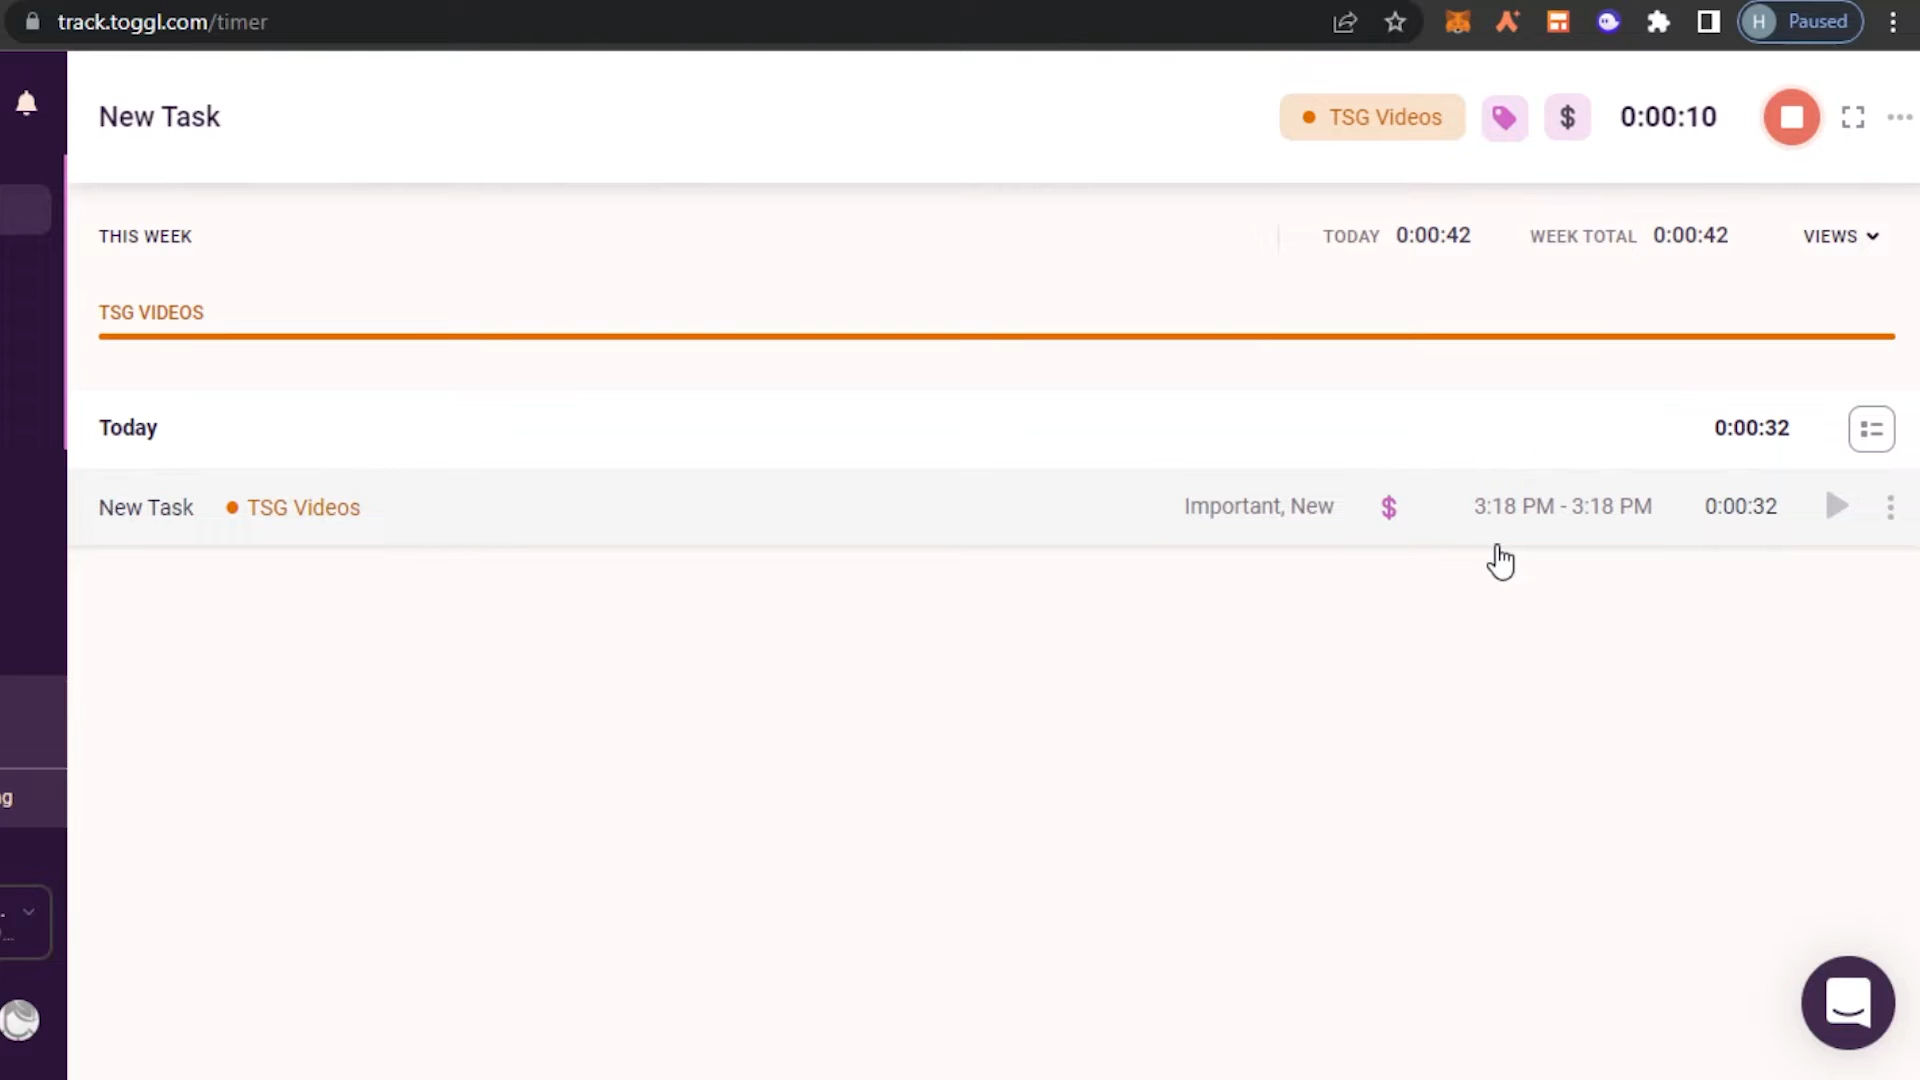 track.toggl.com/timer
H Paused
New Task
TSG Videos
$
0:00:10
THIS WEEK
TODAY 0:00:42
WEEK TOTAL 0:00:42
VIEWS
TSG VIDEOS
Today
0:00:32
New Task
TSG Videos
Important, New
$
3:18 PM - 3:18 PM
0:00:32